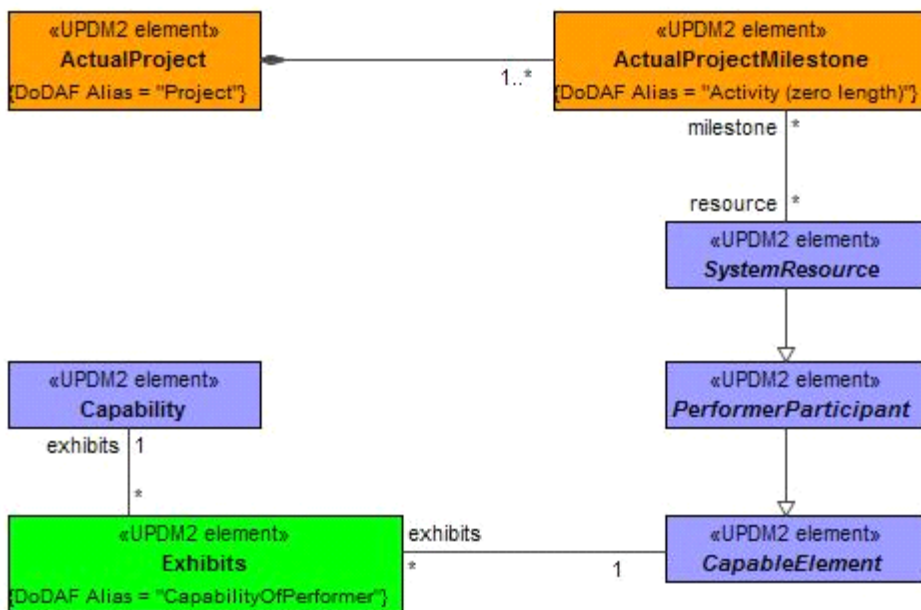 «UPDM2 element»
ActualProject
{DoDAF Alias = "Project"}
1..*
«UPDM2 element»
ActualProjectMilestone
{DoDAF Alias = "Activity (zero length)"}
milestone *
resource *
«UPDM2 element»
SystemResource
«UPDM2 element»
Capability
exhibits 1
*
«UPDM2 element»
PerformerParticipant
«UPDM2 element»
Exhibits
{DoDAF Alias = "CapabilityOfPerformer"}
exhibits
*
1
«UPDM2 element»
CapableElement